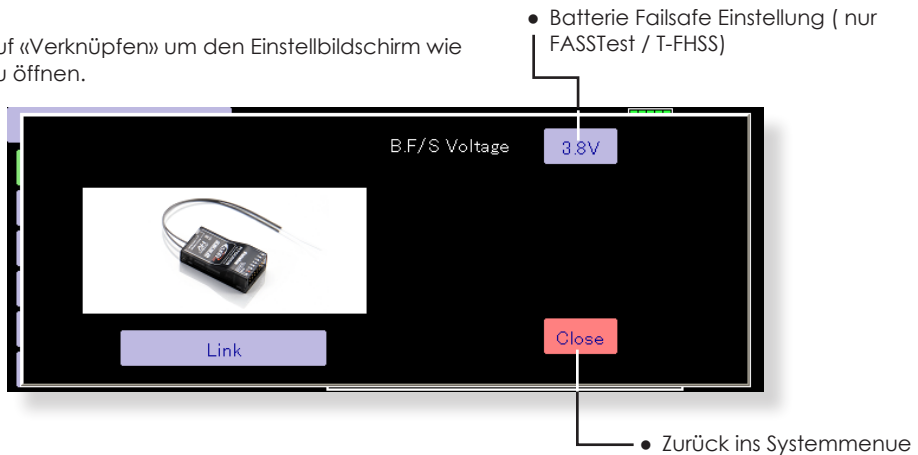 ● Batterie Failsafe Einstellung ( nur
FASSTest / T-FHSS)
uf «Verknüpfen» um den Einstellbildschirm wie
u öffnen.
B.F/S Voltage
3.8V
Link
Close
● Zurück ins Systemmenue